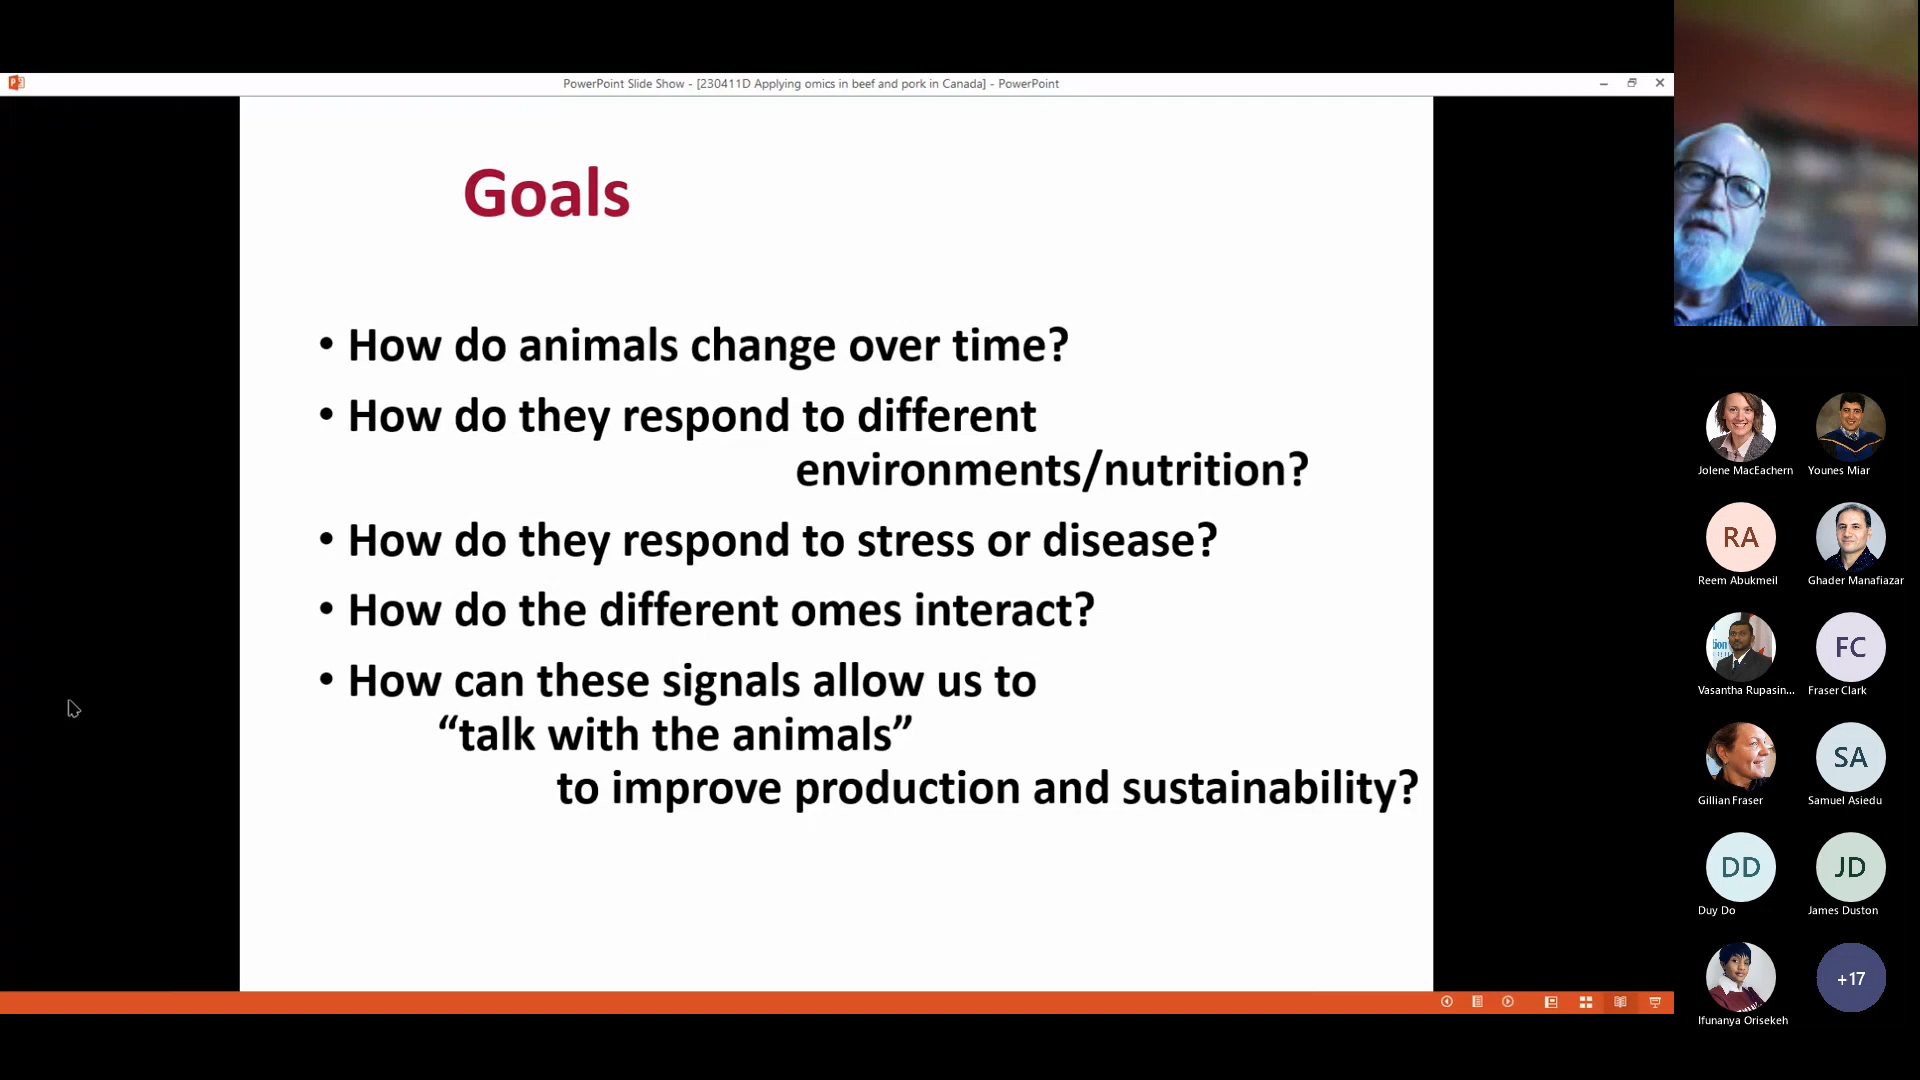 PowerPoint Slide Show - [230411D Applying omics in beef and pork in Canada] - PowerPoint
Goals
• How do animals change over time?
• How do they respond to different
environments/nutrition?
• How do they respond to stress or disease?
• How do the different omes interact?
• How can these signals allow us to
“talk with the animals”
to improve production and sustainability?
Jolene MacEachern
Younes Miar
RA
Reem Abukmeil
Ghader Manafiazar
Vasantha Rupasin...
FC
Fraser Clark
Gillian Fraser
SA
Samuel Asiedu
DD
Duy Do
JD
James Duston
Ifunanya Orisekeh
+17